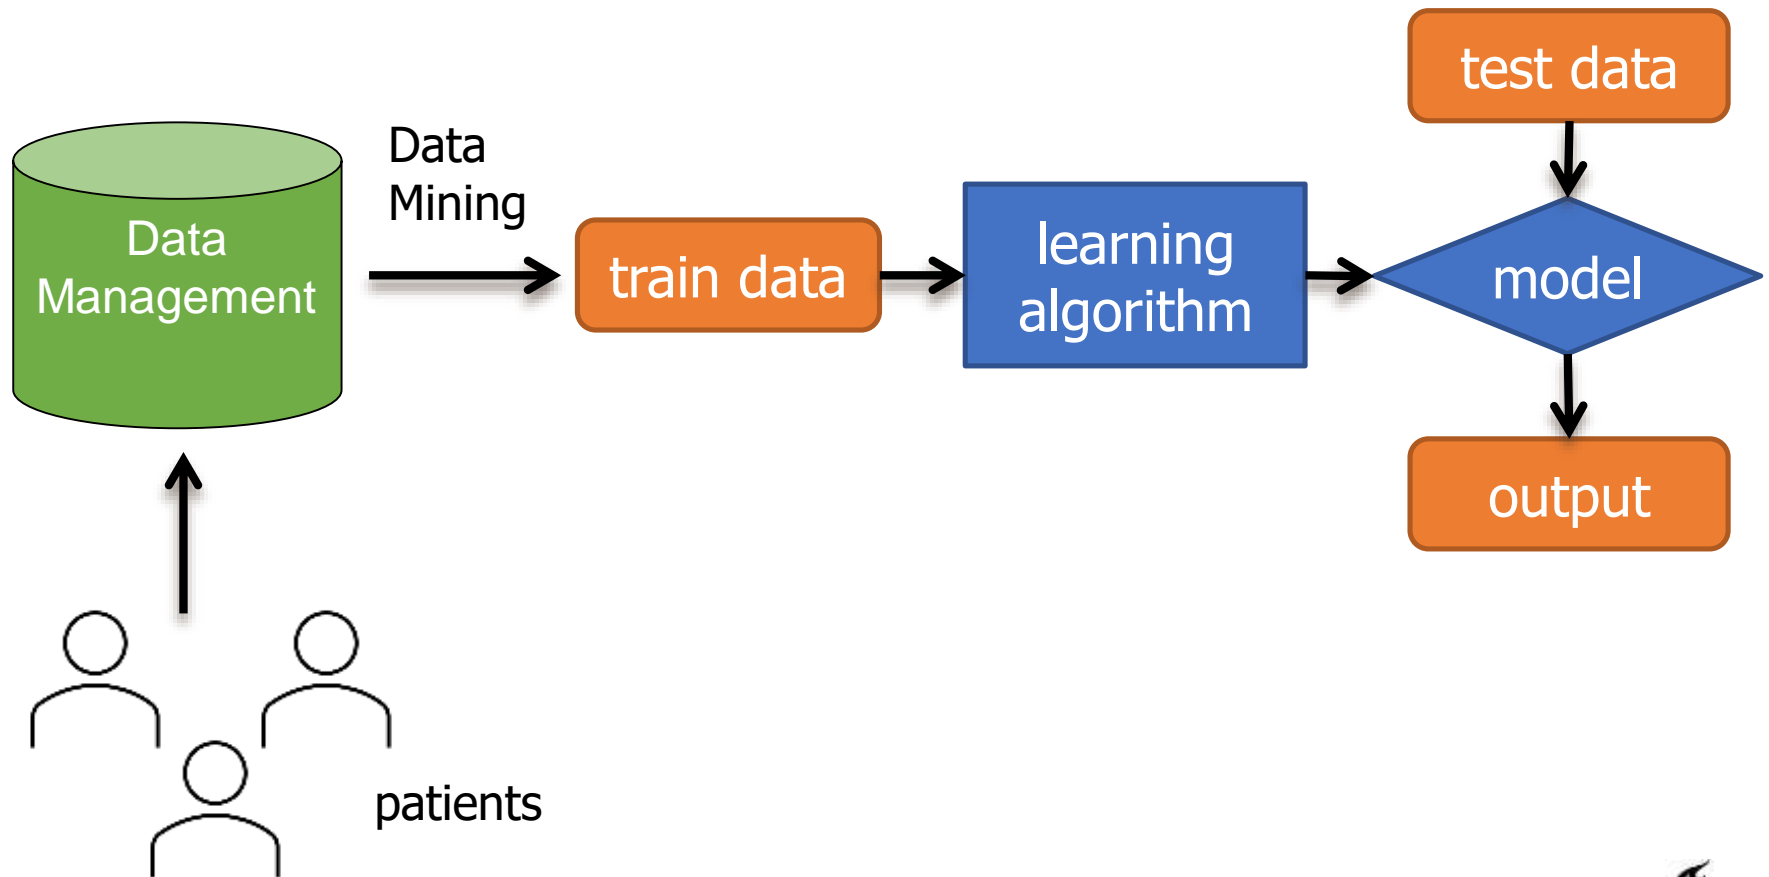 test data
Data
Mining
Data
Management
train data
learning
algorithm
model
output
patients